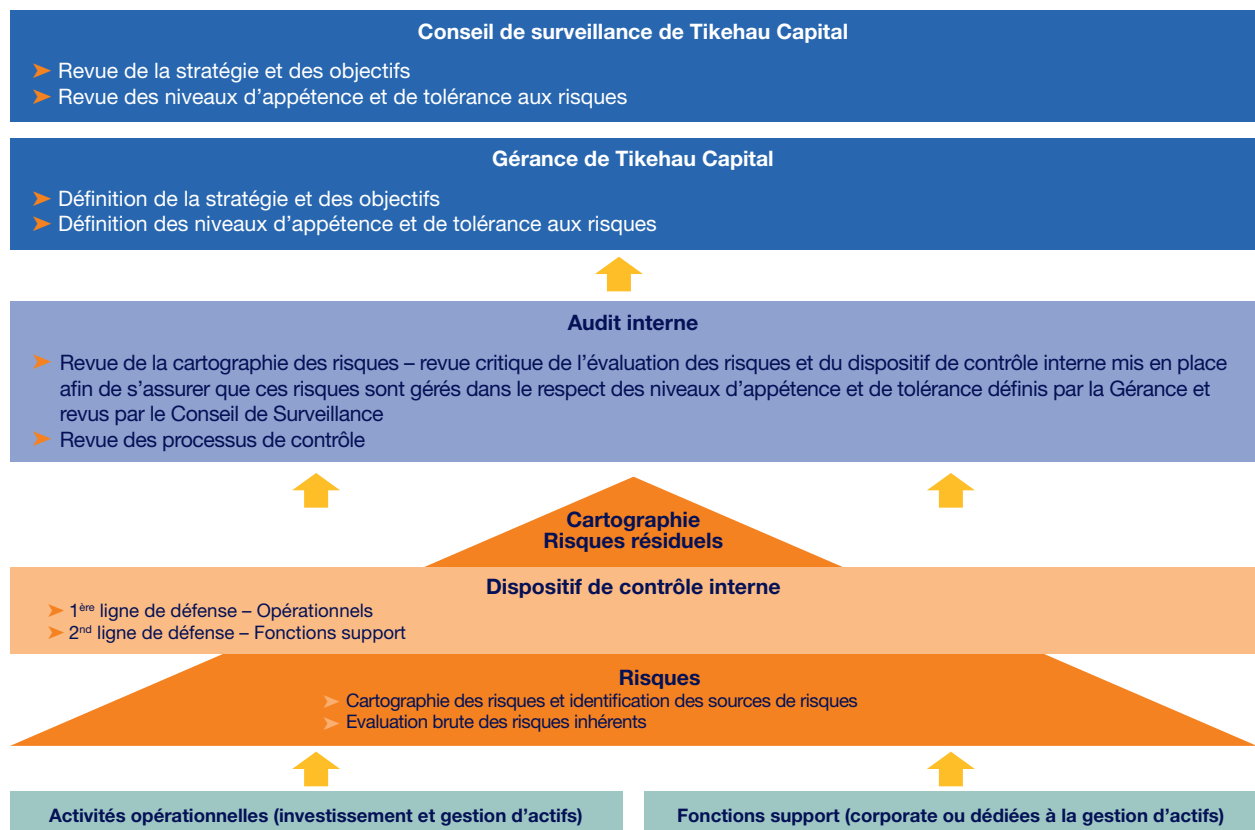 Conseil de surveillance de Tikehau Capital
➤ Revue de la stratégie et des objectifs
➤ Revue des niveaux d’appétence et de tolérance aux risques
Gérance de Tikehau Capital
➤ Définition de la stratégie et des objectifs
➤ Définition des niveaux d’appétence et de tolérance aux risques
Audit interne
➤ Revue de la cartographie des risques – revue critique de l’évaluation des risques et du dispositif de contrôle interne mis en place
afin de s’assurer que ces risques sont gérés dans le respect des niveaux d’appétence et de tolérance définis par la Gérance et
revus par le Conseil de Surveillance
➤ Revue des processus de contrôle
Cartographie
Risques résiduels
Dispositif de contrôle interne
➤ 1ère ligne de défense – Opérationnels
➤ 2nd ligne de défense – Fonctions support
Risques
➤ Cartographie des risques et identification des sources de risques
➤ Evaluation brute des risques inhérents
Activités opérationnelles (investissement et gestion d’actifs)
Fonctions support (corporate ou dédiées à la gestion d’actifs)